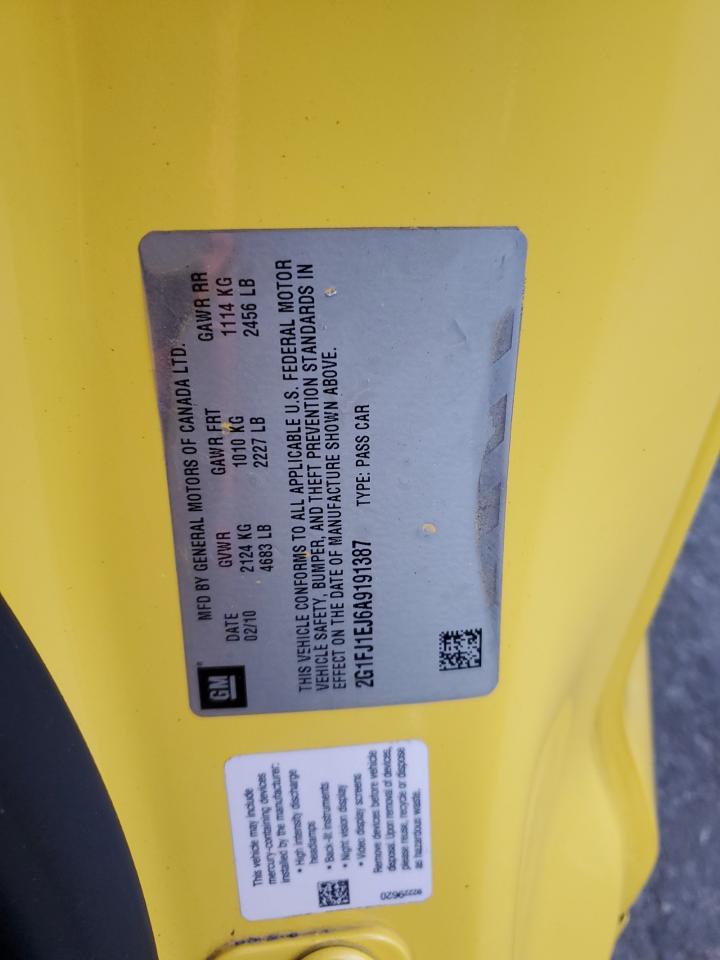 GM
MFD BY GENERAL MOTORS OF CANADA LTD.
DATE GVWR GAWR FRT GAWR RR
02/10 2124 KG 1010 KG 1114 KG
4683 LB 2227 LB 2456 LB
THIS VEHICLE CONFORMS TO ALL APPLICABLE U.S. FEDERAL MOTOR
VEHICLE SAFETY, BUMPER, AND THEFT PREVENTION STANDARDS IN
EFFECT ON THE DATE OF MANUFACTURE SHOWN ABOVE.
2G1FJ1EJ6A9191387 TYPE: PASS CAR
This vehicle may include
mercury-containing devices
installed by the manufacturer:
• High intensity discharge
headlamps
• Back-lit instruments
• Night vision display
• Video display screens
Remove devices before vehicle
disposal. Upon removal of devices,
please reuse, recycle or dispose
as hazardous waste.